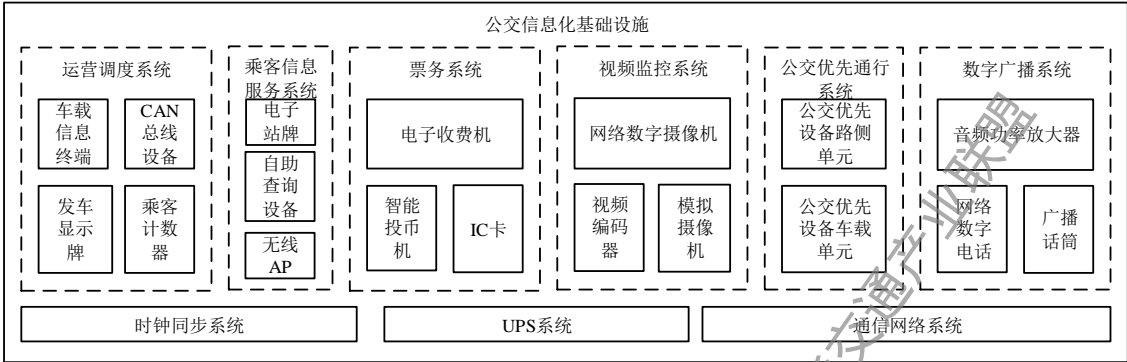 公交信息化基础设施
运营调度系统
车载
信息
终端
CAN
总线
设备
发车
显示
牌
乘客
计数
器
乘客信息
服务系统
电子
站牌
自助
查询
设备
无线
AP
票务系统
电子收费机
智能
投币
机
IC卡
视频监控系统
网络数字摄像机
视频
编码
器
模拟
摄像
机
公交优先通行
系统
公交优先
设备路侧
单元
公交优先
设备车载
单元
数字广播系统
音频功率放大器
网络
数字
电话
广播
话筒
时钟同步系统
UPS系统
通信网络系统
交通产业联盟